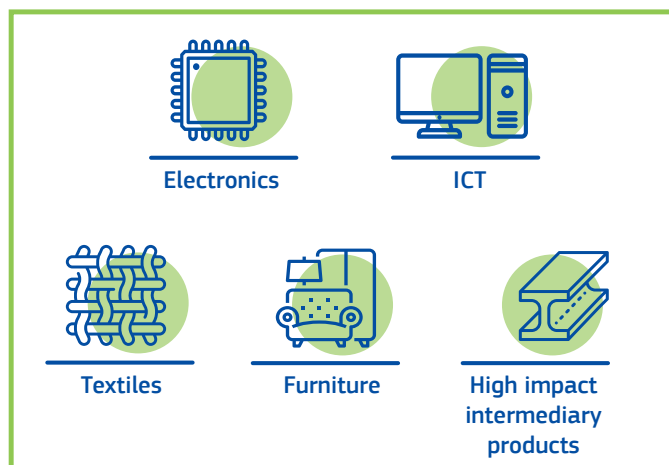 Electronics
ICT
Textiles
Furniture
High impact
intermediary
products